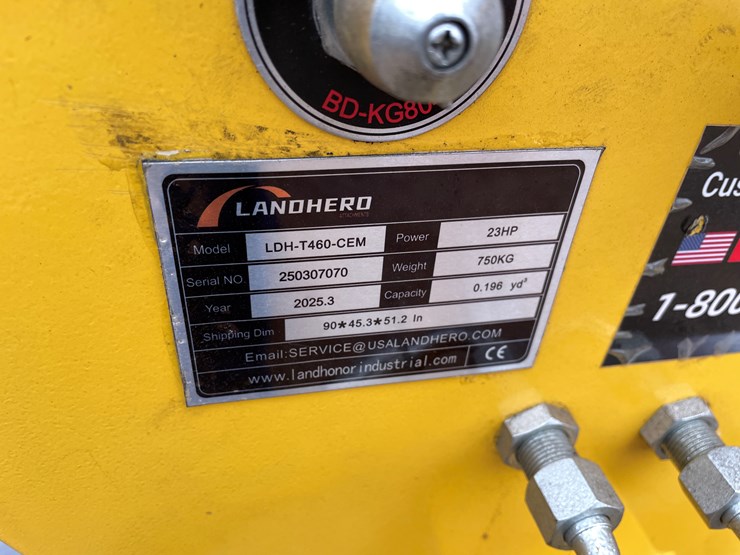 BD-KG80
LANDHERO
ATTACHMENTS
Model LDH-T460-CEM Power 23HP
Serial NO. 250307070 Weight 750KG
Year 2025.3 Capacity 0.196 yd³
Shipping Dim 90*45.3*51.2 In
Email:SERVICE@USALANDHERO.COM
www.landhonorindustrial.com CE
Cus
1-800